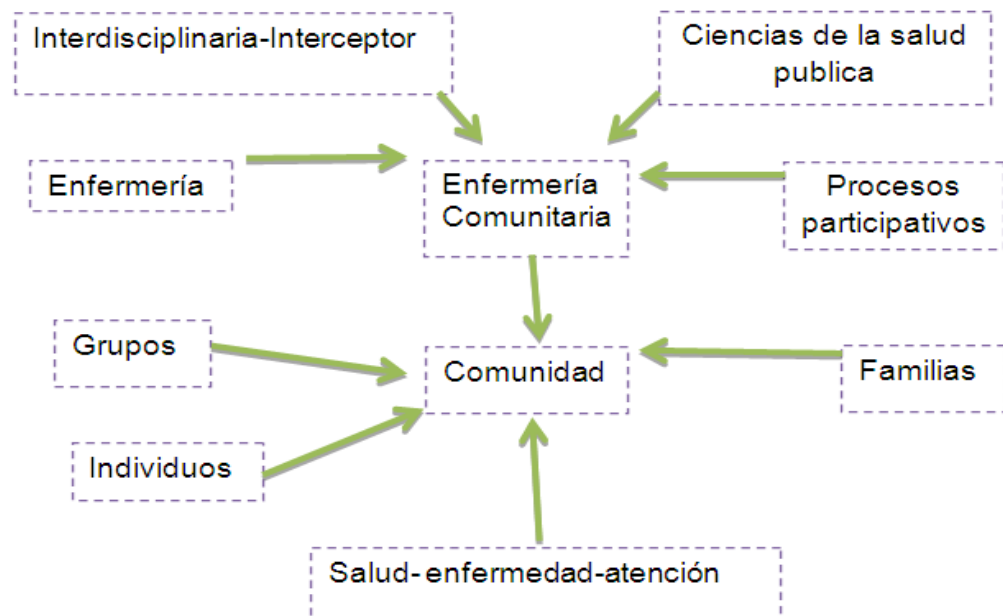 Interdisciplinaria-Interceptor
Ciencias de la salud
publica
Enfermería
Enfermería
Comunitaria
Procesos
participativos
Grupos
Comunidad
Familias
Individuos
Salud-enfermedad-atención